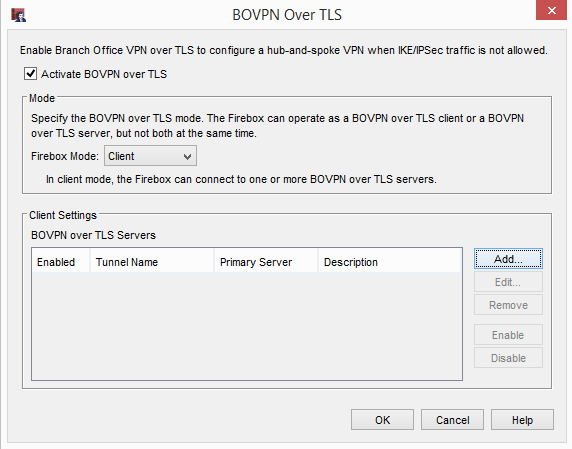 BOVPN Over TLS
Enable Branch Office VPN over TLS to configure a hub-and-spoke VPN when IKE/IPSec traffic is not allowed.
Activate BOVPN over TLS
Mode
Specify the BOVPN over TLS mode. The Firebox can operate as a BOVPN over TLS client or a BOVPN
over TLS server, but not both at the same time.
Firebox Mode: Client
In client mode, the Firebox can connect to one or more BOVPN over TLS servers.
Client Settings
BOVPN over TLS Servers
Enabled Tunnel Name Primary Server Description
Add...
Edit...
Remove
Enable
Disable
OK Cancel Help